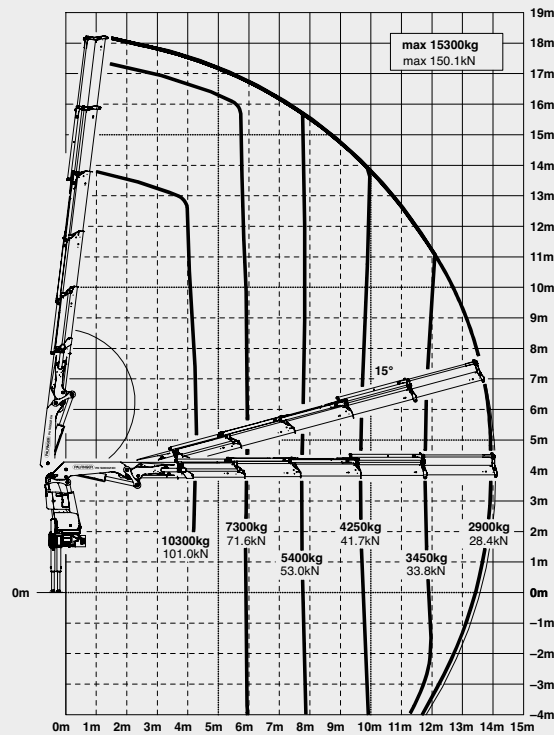 19m
18m
max 15300kg
max 150.1kN
17m
16m
15m
14m
13m
12m
11m
10m
9m
8m
15°
7m
6m
5m
4m
3m
10300kg
101.0kN
7300kg
71.6kN
4250kg
41.7kN
2900kg
28.4kN
2m
5400kg
53.0kN
3450kg
33.8kN
1m
0m
0m
–1m
–2m
–3m
–4m
0m 1m 2m 3m 4m 5m 6m 7m 8m 9m 10m 11m 12m 13m 14m 15m